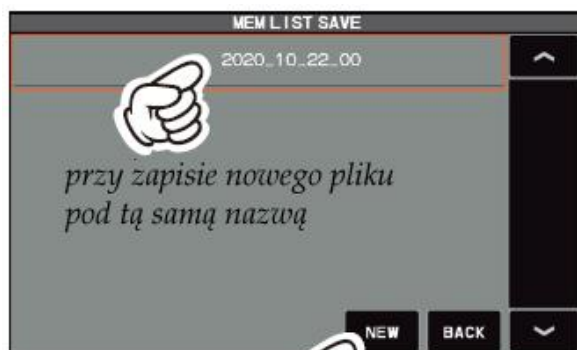 MEM LIST SAVE
2020_10_22_00
przy zapisie nowego pliku
pod tą samą nazwą
NEW BACK